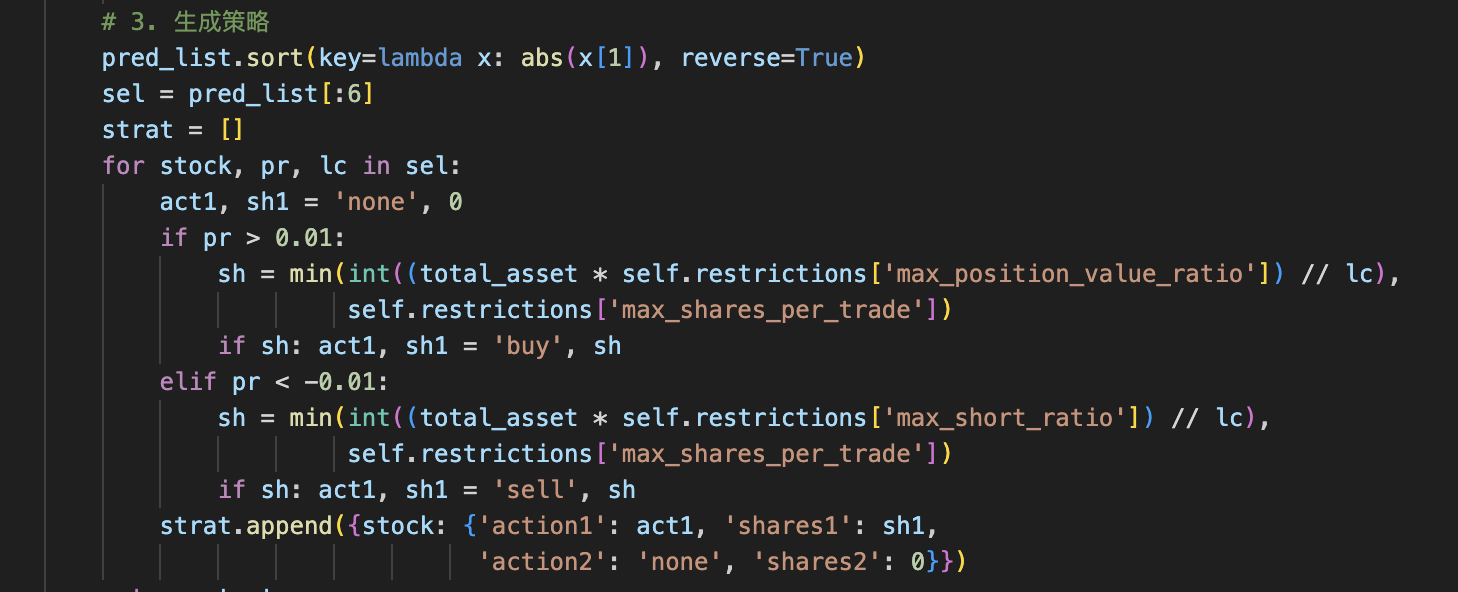 # 3. 生成策略
pred_list.sort(key=lambda x: abs(x[1]), reverse=True)
sel = pred_list[:6]
strat = []
for stock, pr, lc in sel:
    act1, sh1 = 'none', 0
    if pr > 0.01:
        sh = min(int((total_asset * self.restrictions['max_position_value_ratio']) // lc),
                 self.restrictions['max_shares_per_trade'])
        if sh: act1, sh1 = 'buy', sh
    elif pr < -0.01:
        sh = min(int((total_asset * self.restrictions['max_short_ratio']) // lc),
                 self.restrictions['max_shares_per_trade'])
        if sh: act1, sh1 = 'sell', sh
    strat.append({stock: {'action1': act1, 'shares1': sh1,
                          'action2': 'none', 'shares2': 0}})